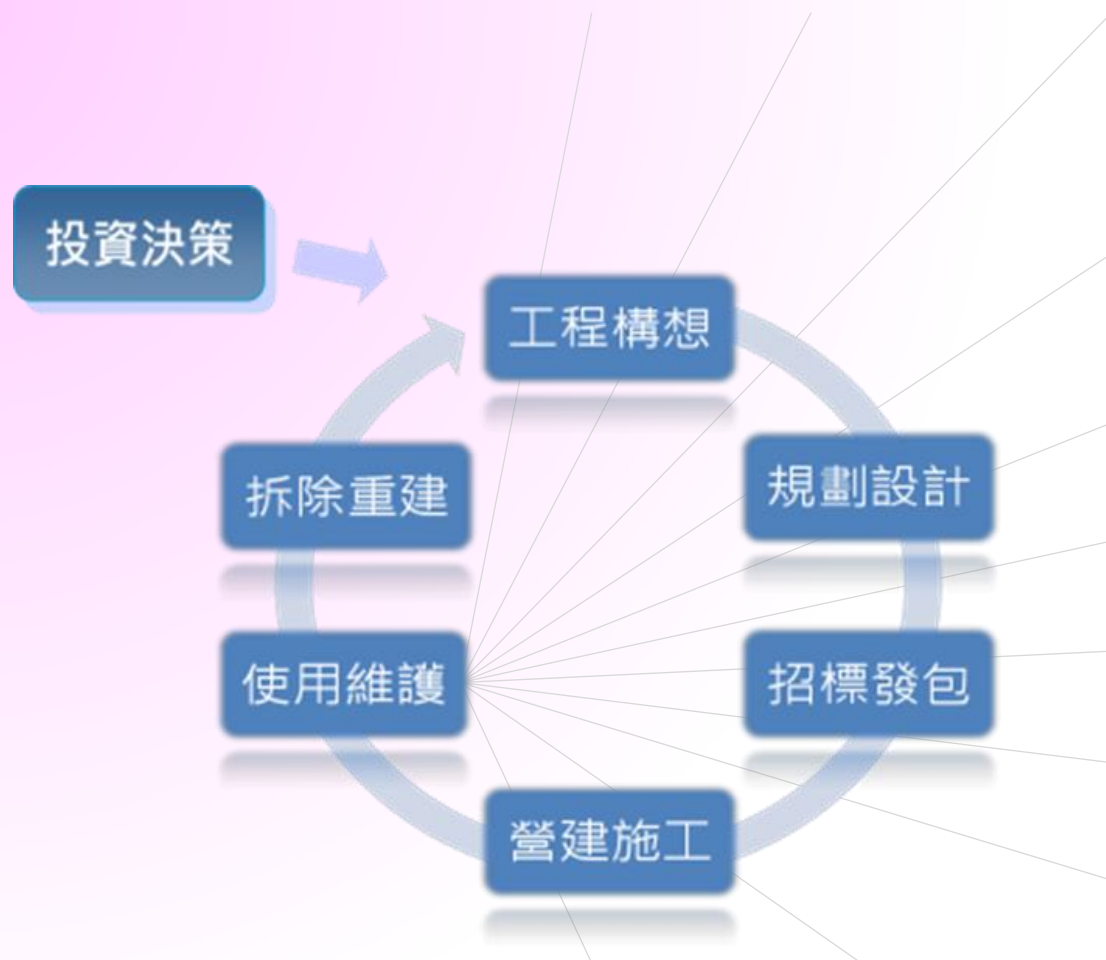 投資決策
工程構想
規劃設計
招標發包
營建施工
使用維護
拆除重建